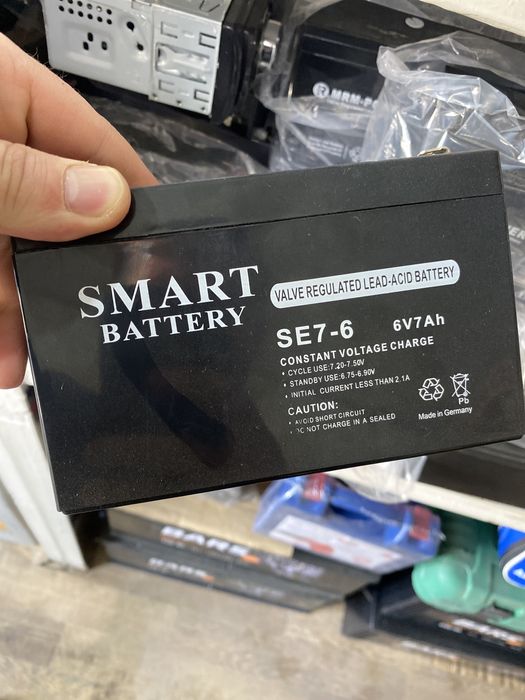 MRM-P
SMART
BATTERY
VALVE REGULATED LEAD-ACID BATTERY
SE7-6 6V7Ah
CONSTANT VOLTAGE CHARGE
• CYCLE USE:7.20-7.50V
• STANDBY USE:6.75-6.90V
• INITIAL CURRENT LESS THAN 2.1A
CAUTION:
• AVOID SHORT CIRCUIT
• DO NOT CHARGE IN A SEALED
Pb
Made in Germany
BARS